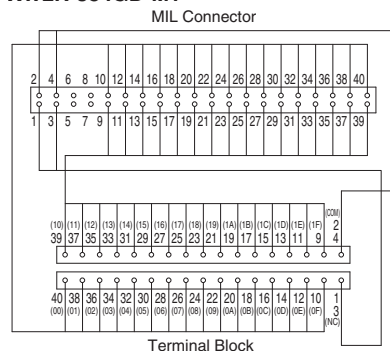 MIL Connector
2 4 6 8 10 12 14 16 18 20 22 24 26 28 30 32 34 36 38 40
1 3 5 7 9 11 13 15 17 19 21 23 25 27 29 31 33 35 37 39
(COM)
(10) (11) (12) (13) (14) (15) (16) (17) (18) (19) (1A) (1B) (1C) (1D) (1E) (1F) 2
39 37 35 33 31 29 27 25 23 21 19 17 15 13 11 9 4
40 38 36 34 32 30 28 26 24 22 20 18 16 14 12 10 1
(00) (01) (02) (03) (04) (05) (06) (07) (08) (09) (0A) (0B) (0C) (0D) (0E) (0F) 3
(NC)
Terminal Block